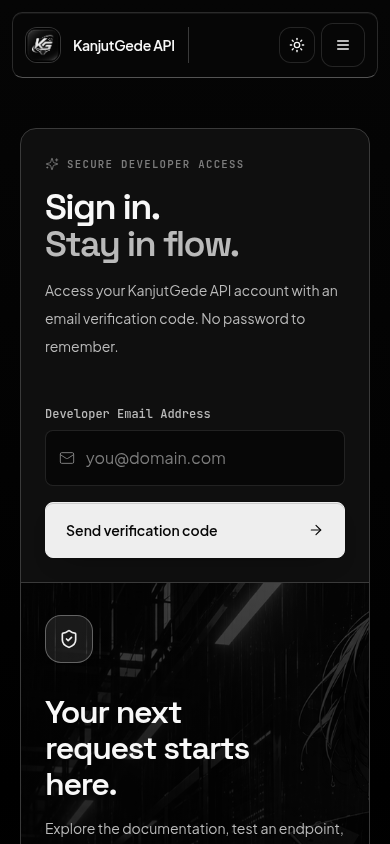 KG
KanjutGede API
SECURE DEVELOPER ACCESS
Sign in.
Stay in flow.
Access your KanjutGede API account with an
email verification code. No password to
remember.
Developer Email Address
you@domain.com
Send verification code
Your next
request starts
here.
Explore the documentation, test an endpoint,